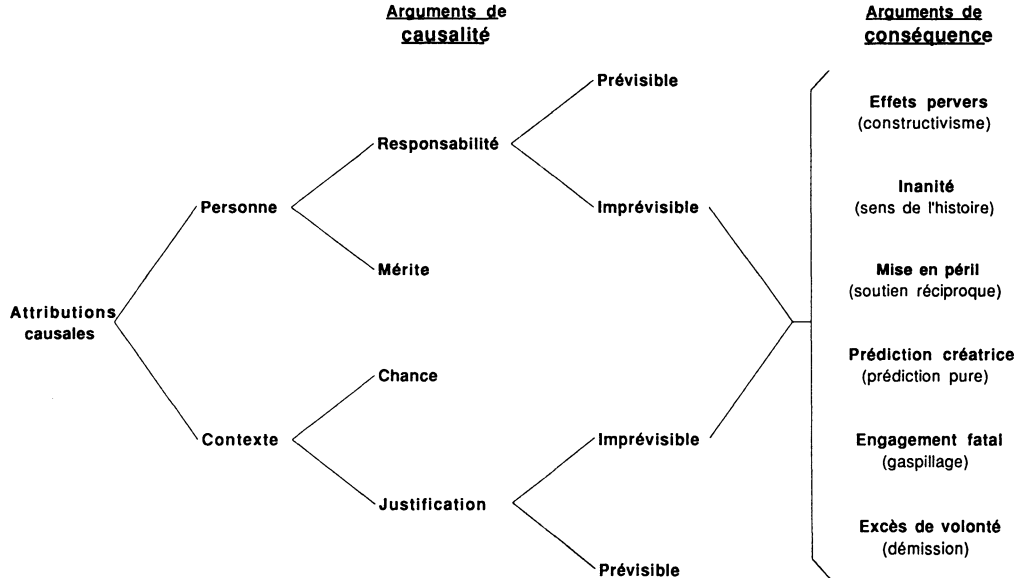 Arguments de
causalité
Arguments de
conséquence
Prévisible
Effets pervers
(constructivisme)
Responsabilité
Inanité
(sens de l'histoire)
Personne
Imprévisible
Mérite
Mise en péril
(soutien réciproque)
Attributions
causales
Prédiction créatrice
(prédiction pure)
Chance
Contexte
Imprévisible
Engagement fatal
(gaspillage)
Justification
Excès de volonté
(démission)
Prévisible